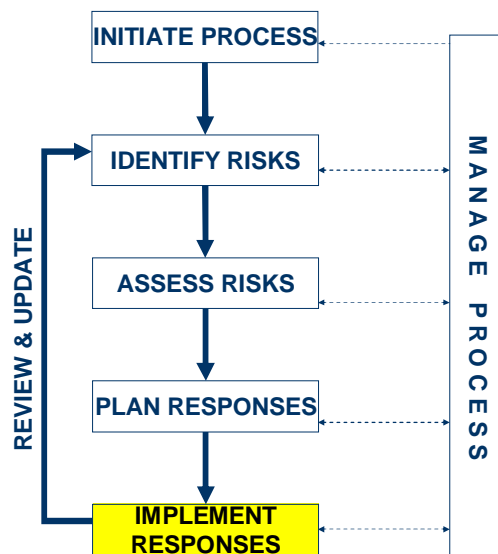 INITIATE PROCESS
IDENTIFY RISKS
ASSESS RISKS
PLAN RESPONSES
IMPLEMENT
RESPONSES
REVIEW & UPDATE
MANAGE PROCESS